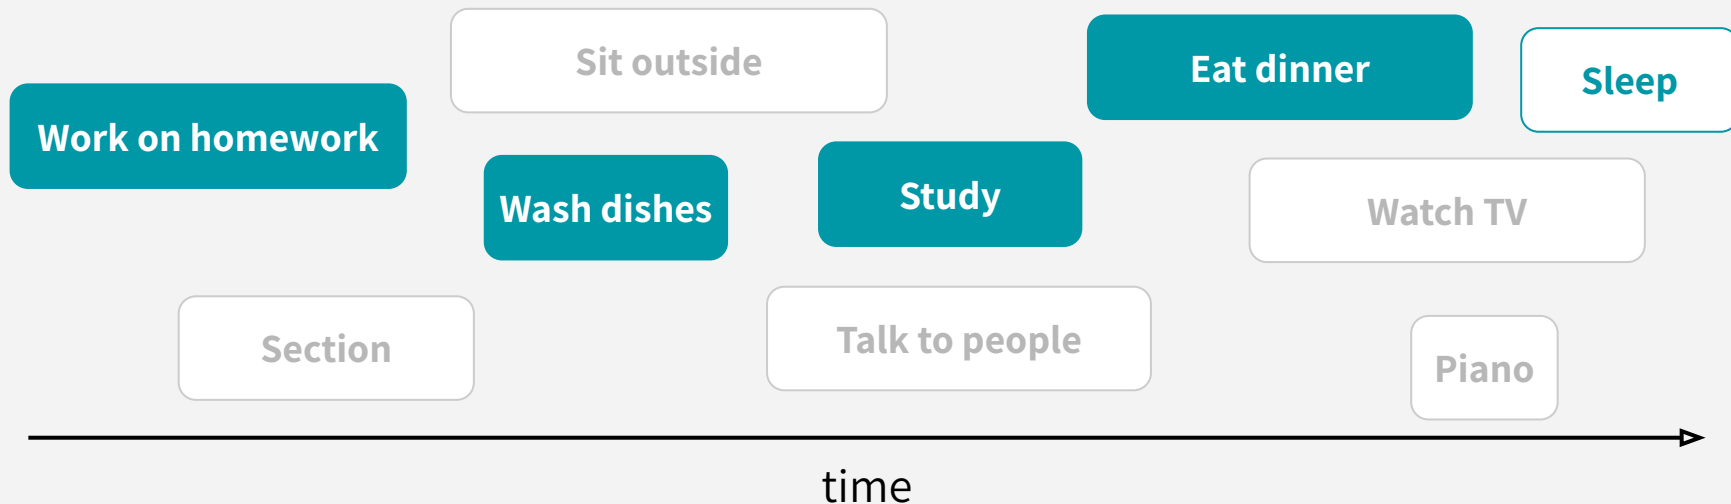 Sit outside
Eat dinner
Sleep
Work on homework
Wash dishes
Study
Watch TV
Section
Talk to people
Piano
time